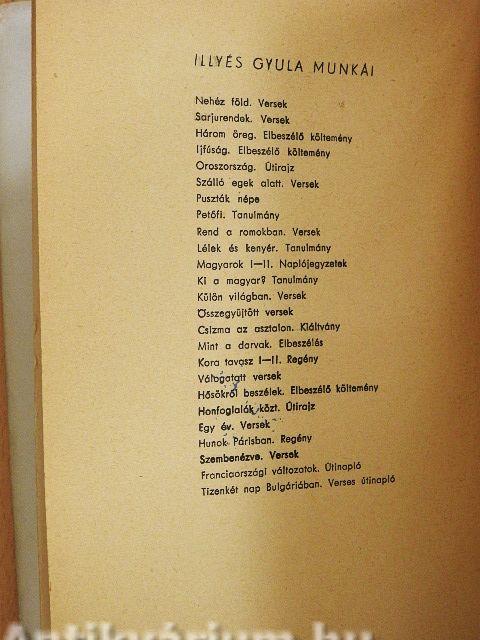 ILLYÉS GYULA MUNKÁI
Nehéz föld. Versek
Sarjurendek. Versek
Három öreg. Elbeszélő költemény
Ifjúság. Elbeszélő költemény
Oroszország. Útirajz
Szálló egek alatt. Versek
Puszták népe
Petőfi. Tanulmány
Rend a romokban. Versek
Lélek és kenyér. Tanulmány
Magyarok I—II. Naplójegyzetek
Ki a magyar? Tanulmány
Külön világban. Versek
Összegyüjtött versek
Csizma az asztalon. Kiáltvány
Mint a darvak. Elbeszélés
Kora tavasz I—II. Regény
Válogatatt versek
Hősökről beszélek. Elbeszélő költemény
Honfoglalók közt. Útirajz
Egy év. Versek
Hunok Párisban. Regény
Szembenézve. Versek
Franciaországi változatok. Útinapló
Tizenkét nap Bulgáriában. Verses útinapló
Antikvárium.hu